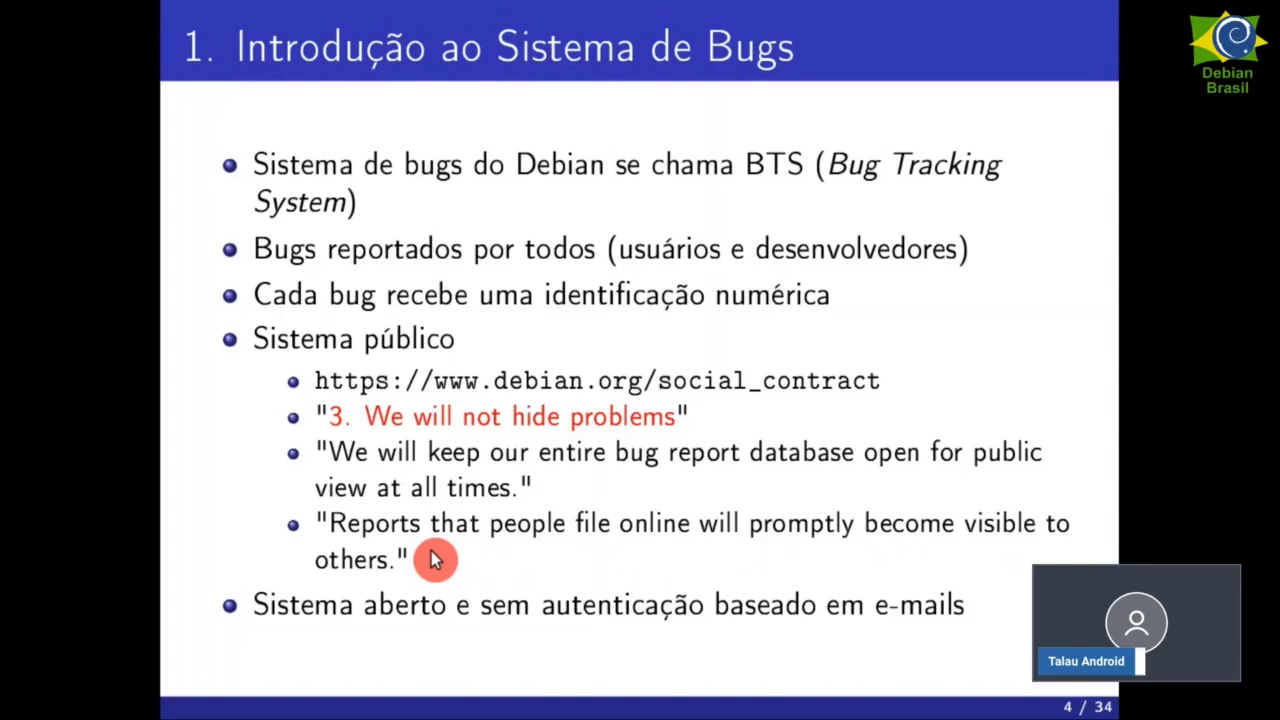 1. Introdução ao Sistema de Bugs
Debian
Brasil
Sistema de bugs do Debian se chama BTS (Bug Tracking
System)
Bugs reportados por todos (usuários e desenvolvedores)
Cada bug recebe uma identificação numérica
Sistema público
https://www.debian.org/social_contract
"3. We will not hide problems"
"We will keep our entire bug report database open for public
view at all times."
"Reports that people file online will promptly become visible to
others."
Sistema aberto e sem autenticação baseado em e-mails
Talau Android
4 / 34